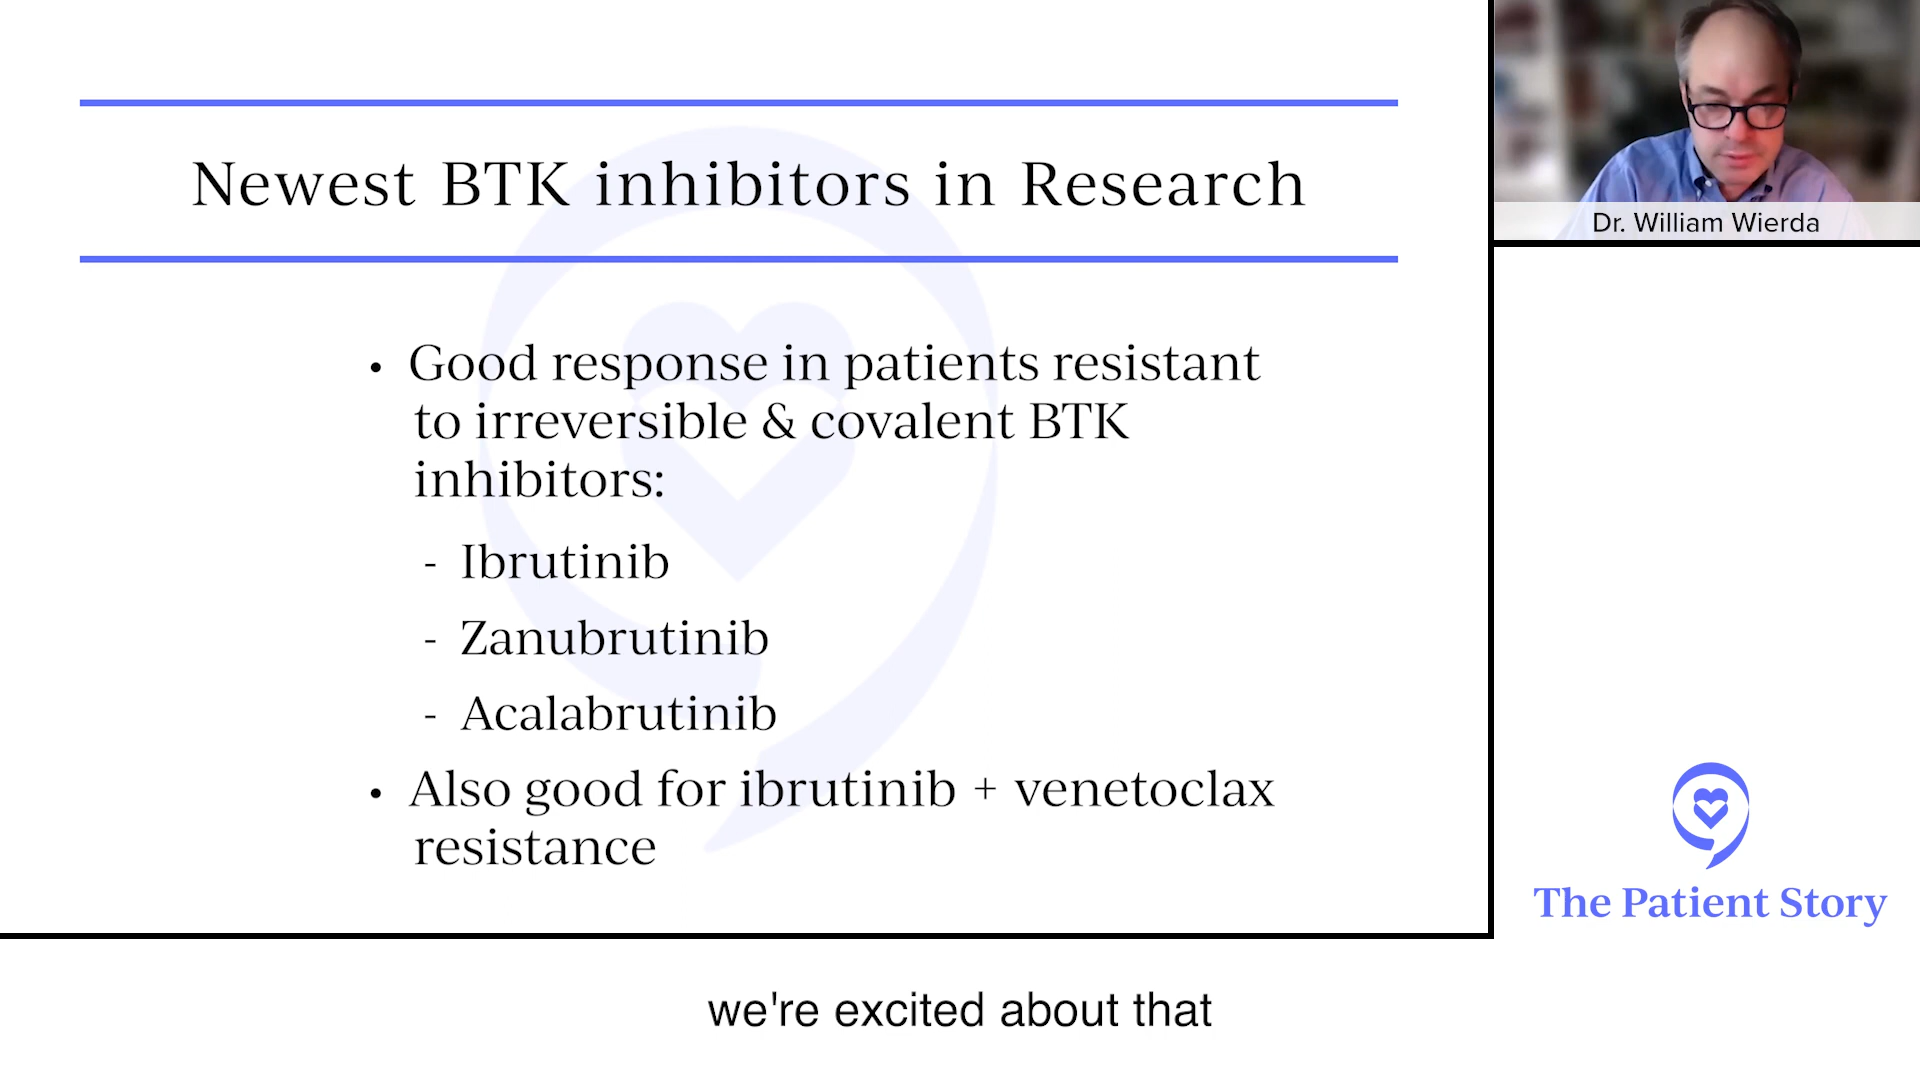 Newest BTK inhibitors in Research
• Good response in patients resistant
to irreversible & covalent BTK
inhibitors:
- Ibrutinib
- Zanubrutinib
- Acalabrutinib
• Also good for ibrutinib + venetoclax
resistance
Dr. William Wierda
The Patient Story
we're excited about that